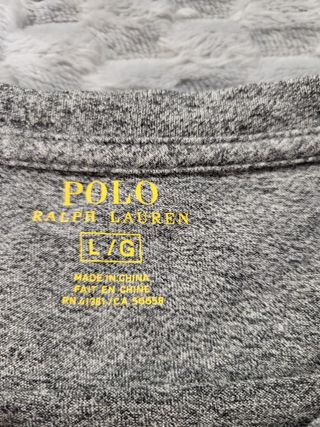 POLO
RALPH LAUREN
L/G
MADE IN CHINA
FAIT EN CHINE
RN 41381/CA 56658